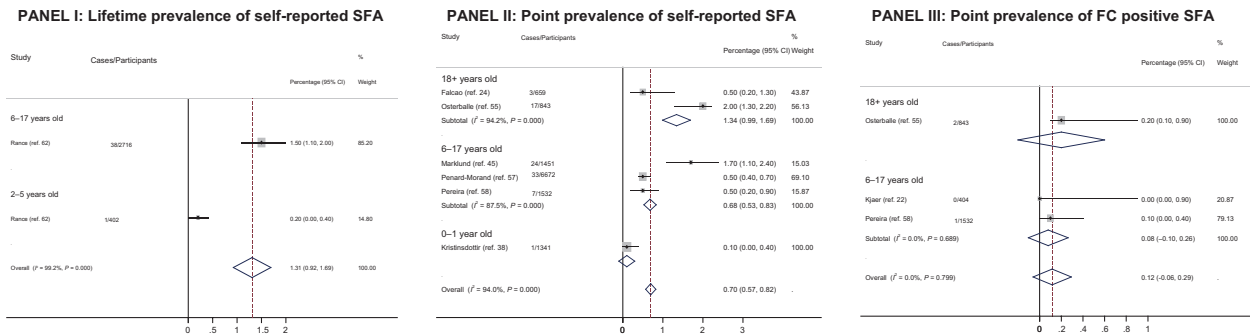 PANEL I: Lifetime prevalence of self-reported SFA
Study Cases/Participants %
Percentage (95% CI) Weight
6–17 years old
Rance (ref. 62) 38/2716 1.50 (1.10, 2.00) 85.20
.
2–5 years old
Rance (ref. 62) 1/402 0.20 (0.00, 0.40) 14.80
.
Overall (I² = 99.2%, P = 0.000) 1.31 (0.92, 1.69) 100.00
0 .5 1 1.5 2
PANEL II: Point prevalence of self-reported SFA
Study Cases/Participants %
Percentage (95% CI) Weight
18+ years old
Falcao (ref. 24) 3/659 0.50 (0.20, 1.30) 43.87
Osterballe (ref. 55) 17/843 2.00 (1.30, 2.20) 56.13
Subtotal (I² = 94.2%, P = 0.000) 1.34 (0.99, 1.69) 100.00
.
6–17 years old
Marklund (ref. 45) 24/1451 1.70 (1.10, 2.40) 15.03
Penard-Morand (ref. 57) 33/6672 0.50 (0.40, 0.70) 69.10
Pereira (ref. 58) 7/1532 0.50 (0.20, 0.90) 15.87
Subtotal (I² = 87.5%, P = 0.000) 0.68 (0.53, 0.83) 100.00
.
0–1 year old
Kristinsdottir (ref. 38) 1/1341 0.10 (0.00, 0.40) 100.00
.
Overall (I² = 94.0%, P = 0.000) 0.70 (0.57, 0.82) .
0 1 2 3
PANEL III: Point prevalence of FC positive SFA
Study Cases/Participants %
Percentage (95% CI) Weight
18+ years old
Osterballe (ref. 55) 2/843 0.20 (0.10, 0.90) 100.00
.
6–17 years old
Kjaer (ref. 22) 0/404 0.00 (0.00, 0.90) 20.87
Pereira (ref. 58) 1/1532 0.10 (0.00, 0.40) 79.13
Subtotal (I² = 0.0%, P = 0.689) 0.08 (–0.10, 0.26) 100.00
.
Overall (I² = 0.0%, P = 0.799) 0.12 (-0.06, 0.29) .
0 .2 .4 .6 .8 1